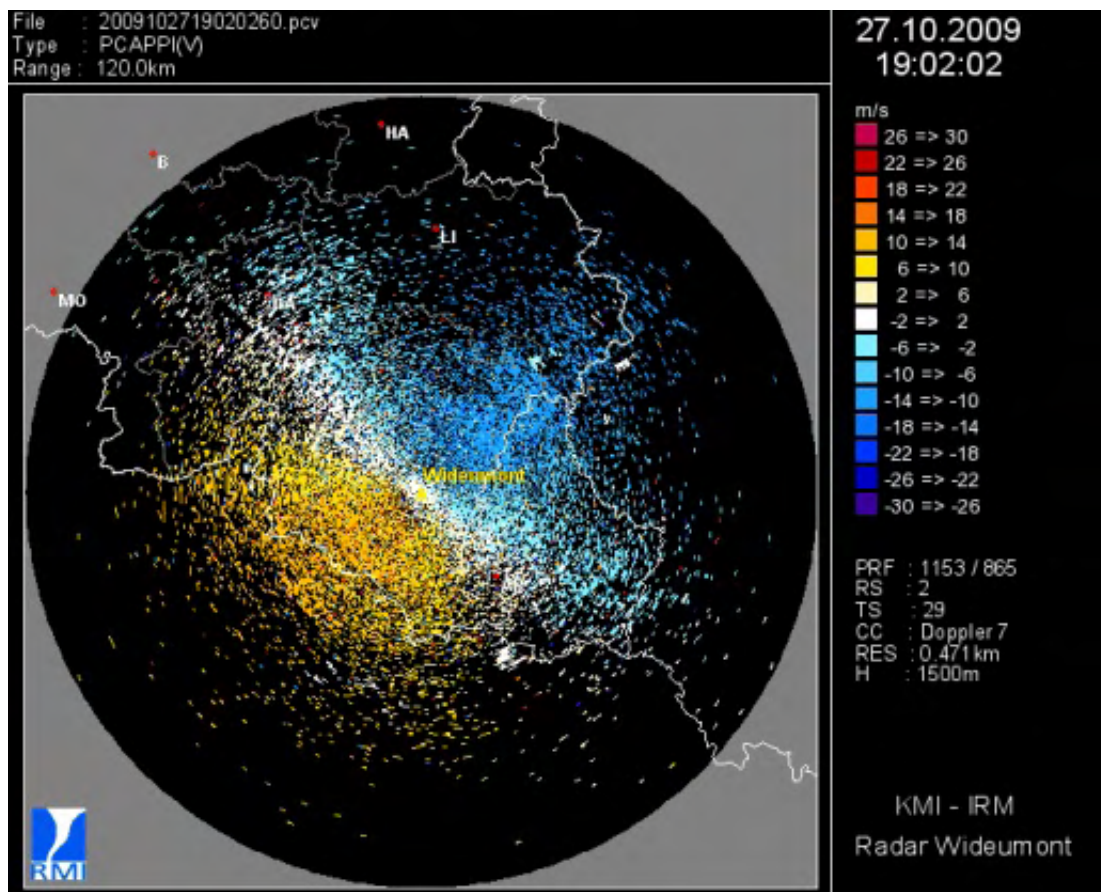 File : 2009102719020260.pcv
Type : PCAPPI(V)
Range : 120.0km
27.10.2009
19:02:02
m/s
26 => 30
22 => 26
18 => 22
14 => 18
10 => 14
6 => 10
2 => 6
-2 => 2
-6 => -2
-10 => -6
-14 => -10
-18 => -14
-22 => -18
-26 => -22
-30 => -26
HA
B
LI
MO
Wideumont
PRF : 1153 / 865
RS : 2
TS : 29
CC : Doppler 7
RES : 0.471km
H : 1500m
KMI - IRM
Radar Wideumont
RMI